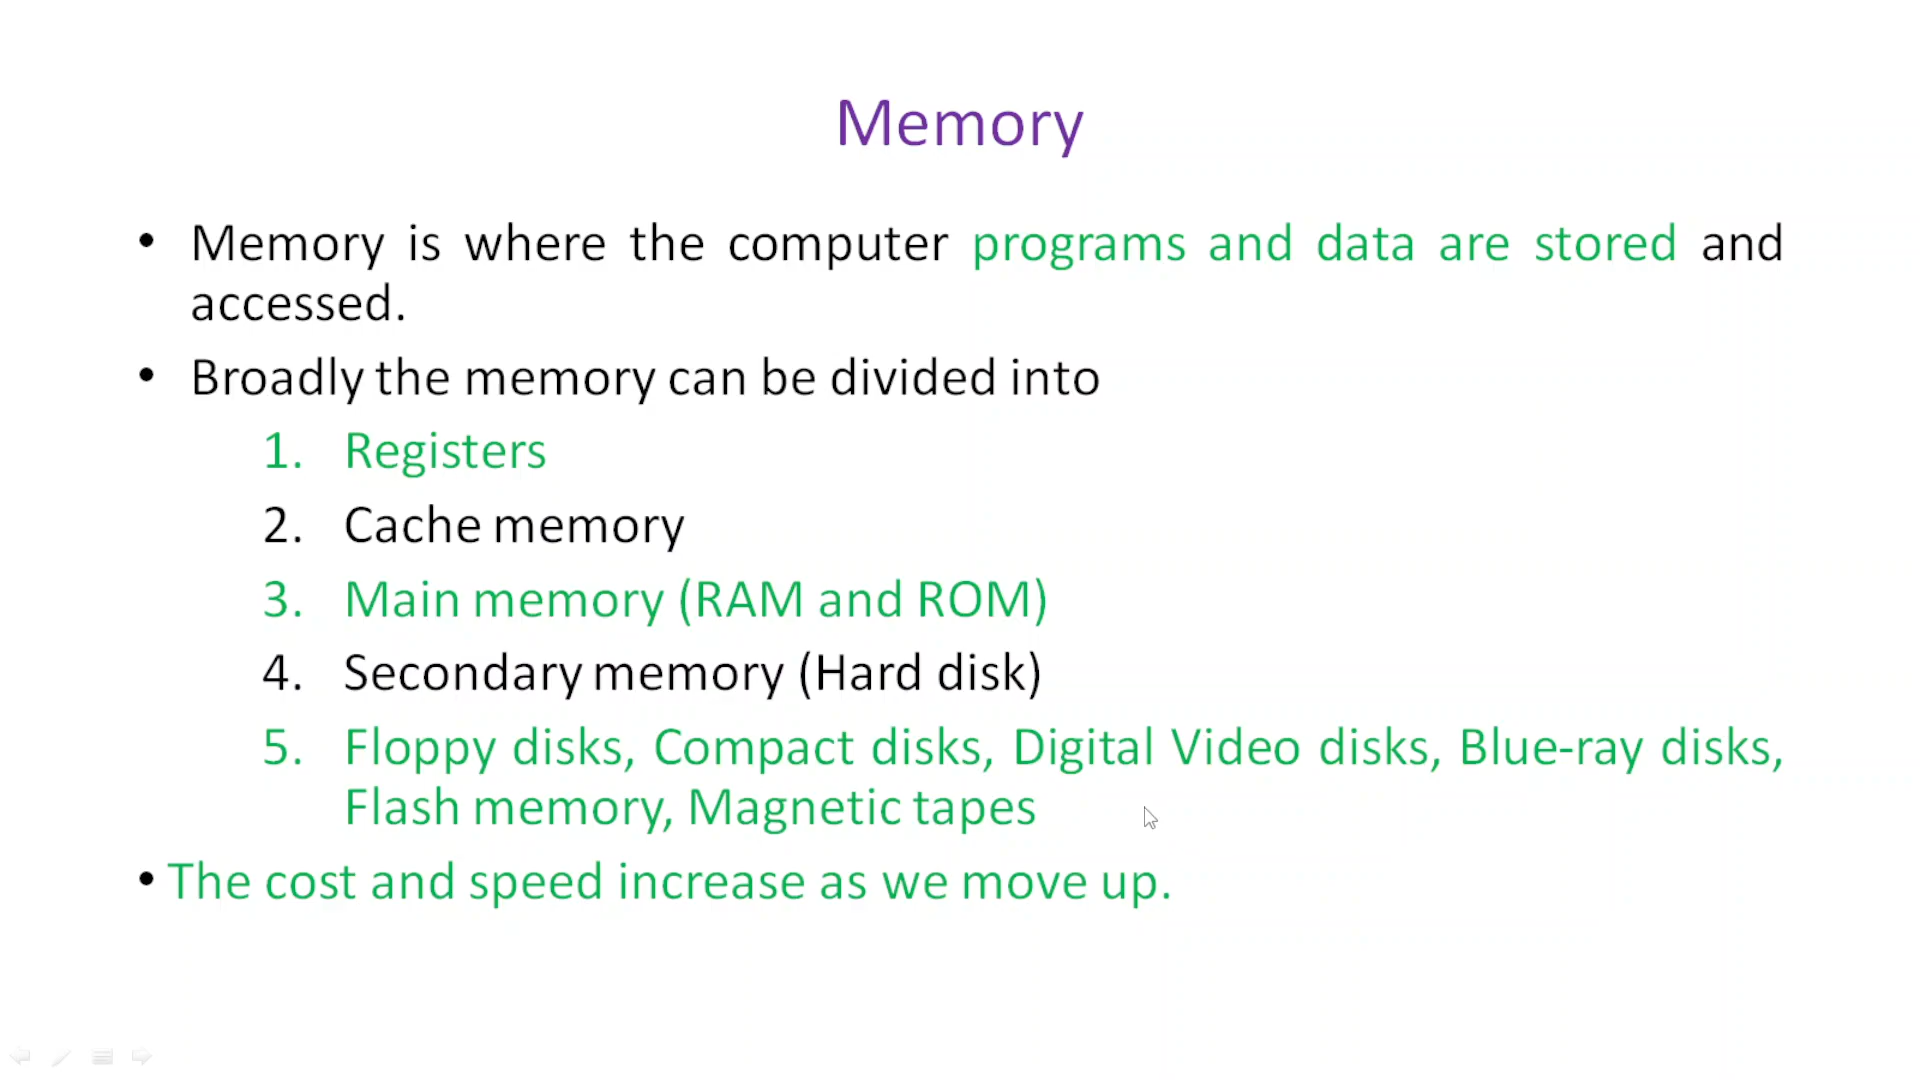 Memory
• Memory is where the computer programs and data are stored and
accessed.
• Broadly the memory can be divided into
1. Registers
2. Cache memory
3. Main memory (RAM and ROM)
4. Secondary memory (Hard disk)
5. Floppy disks, Compact disks, Digital Video disks, Blue-ray disks,
Flash memory, Magnetic tapes
• The cost and speed increase as we move up.